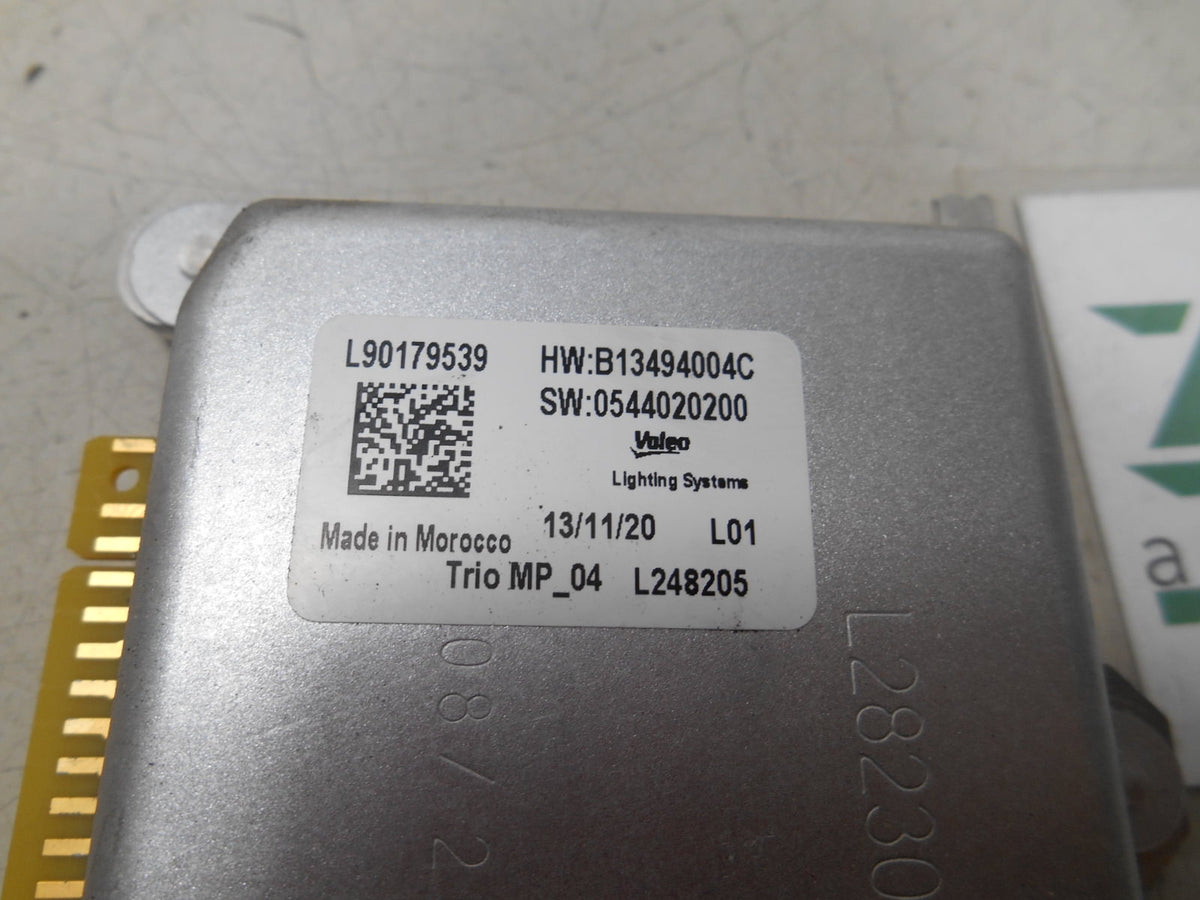 L90179539 HW:B13494004C
SW:0544020200
Valeo
Lighting Systems
Made in Morocco 13/11/20 L01
Trio MP_04 L248205
08/2
L28230
a